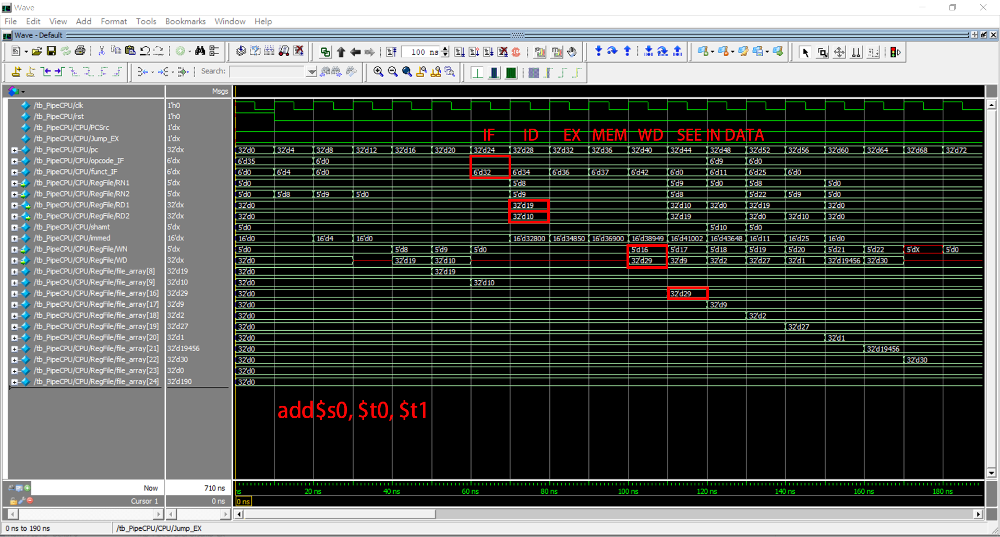 Wave
File Edit View Add Format Tools Bookmarks Window Help
Wave - Default
100 ns
Search:
Msgs
/tb_PipeCPU/clk 1'h0
/tb_PipeCPU/rst 1'h0
/tb_PipeCPU/CPU/PCSrc 1'dx
IF ID EX MEM WD SEE IN DATA
/tb_PipeCPU/CPU/Jump_EX 1'dx
/tb_PipeCPU/CPU/pc 32'dx 32'd0 32'd4 32'd8 32'd12 32'd16 32'd20 32'd24 32'd28 32'd32 32'd36 32'd40 32'd44 32'd48 32'd52 32'd56 32'd60 32'd64 32'd68 32'd72
/tb_PipeCPU/CPU/opcode_IF 6'dx 6'd35 6'd0 6'd9 6'd0
/tb_PipeCPU/CPU/funct_IF 6'dx 6'd0 6'd4 6'd0 6'd32 6'd34 6'd36 6'd37 6'd42 6'd0 6'd11 6'd25 6'd0
/tb_PipeCPU/CPU/RegFile/RN1 5'dx 5'd0 5'd8 5'd9 5'd0 5'd8 5'd0
/tb_PipeCPU/CPU/RegFile/RN2 5'dx 5'd0 5'd8 5'd9 5'd0 5'd9 5'd8 5'd22 5'd9 5'd0
/tb_PipeCPU/CPU/RegFile/RD1 32'dx 32'd0 32'd19 32'd10 32'd0 32'd19 32'd0
/tb_PipeCPU/CPU/RegFile/RD2 32'dx 32'd0 32'd10 32'd19 32'd0 32'd10 32'd0
/tb_PipeCPU/CPU/shamt 5'dx 5'd0 5'd10 5'd0
/tb_PipeCPU/CPU/immed 16'dx 16'd0 16'd4 16'd0 16'd32800 16'd34850 16'd36900 16'd38949 16'd41002 16'd43648 16'd11 16'd25 16'd0
/tb_PipeCPU/CPU/RegFile/WN 5'dx 5'd0 5'd8 5'd9 5'd0 5'd16 5'd17 5'd18 5'd19 5'd20 5'd21 5'd22 5'dX 5'd0
/tb_PipeCPU/CPU/RegFile/WD 32'dx 32'd0 32'd19 32'd10 32'd29 32'd9 32'd2 32'd27 32'd1 32'd19456 32'd30
/tb_PipeCPU/CPU/RegFile/file_array[8] 32'd19 32'd0 32'd19
/tb_PipeCPU/CPU/RegFile/file_array[9] 32'd10 32'd0 32'd10
/tb_PipeCPU/CPU/RegFile/file_array[16] 32'd29 32'd0 32'd29
/tb_PipeCPU/CPU/RegFile/file_array[17] 32'd9 32'd0 32'd9
/tb_PipeCPU/CPU/RegFile/file_array[18] 32'd2 32'd0 32'd2
/tb_PipeCPU/CPU/RegFile/file_array[19] 32'd27 32'd0 32'd27
/tb_PipeCPU/CPU/RegFile/file_array[20] 32'd1 32'd0 32'd1
/tb_PipeCPU/CPU/RegFile/file_array[21] 32'd19456 32'd0 32'd19456
/tb_PipeCPU/CPU/RegFile/file_array[22] 32'd30 32'd0 32'd30
/tb_PipeCPU/CPU/RegFile/file_array[23] 32'd0 32'd0
/tb_PipeCPU/CPU/RegFile/file_array[24] 32'd190 32'd0
add$s0, $t0, $t1
Now 710 ns ns 20 ns 40 ns 60 ns 80 ns 100 ns 120 ns 140 ns 160 ns 180 ns
Cursor 1 0 ns 0 ns
0 ns to 190 ns /tb_PipeCPU/CPU/Jump_EX